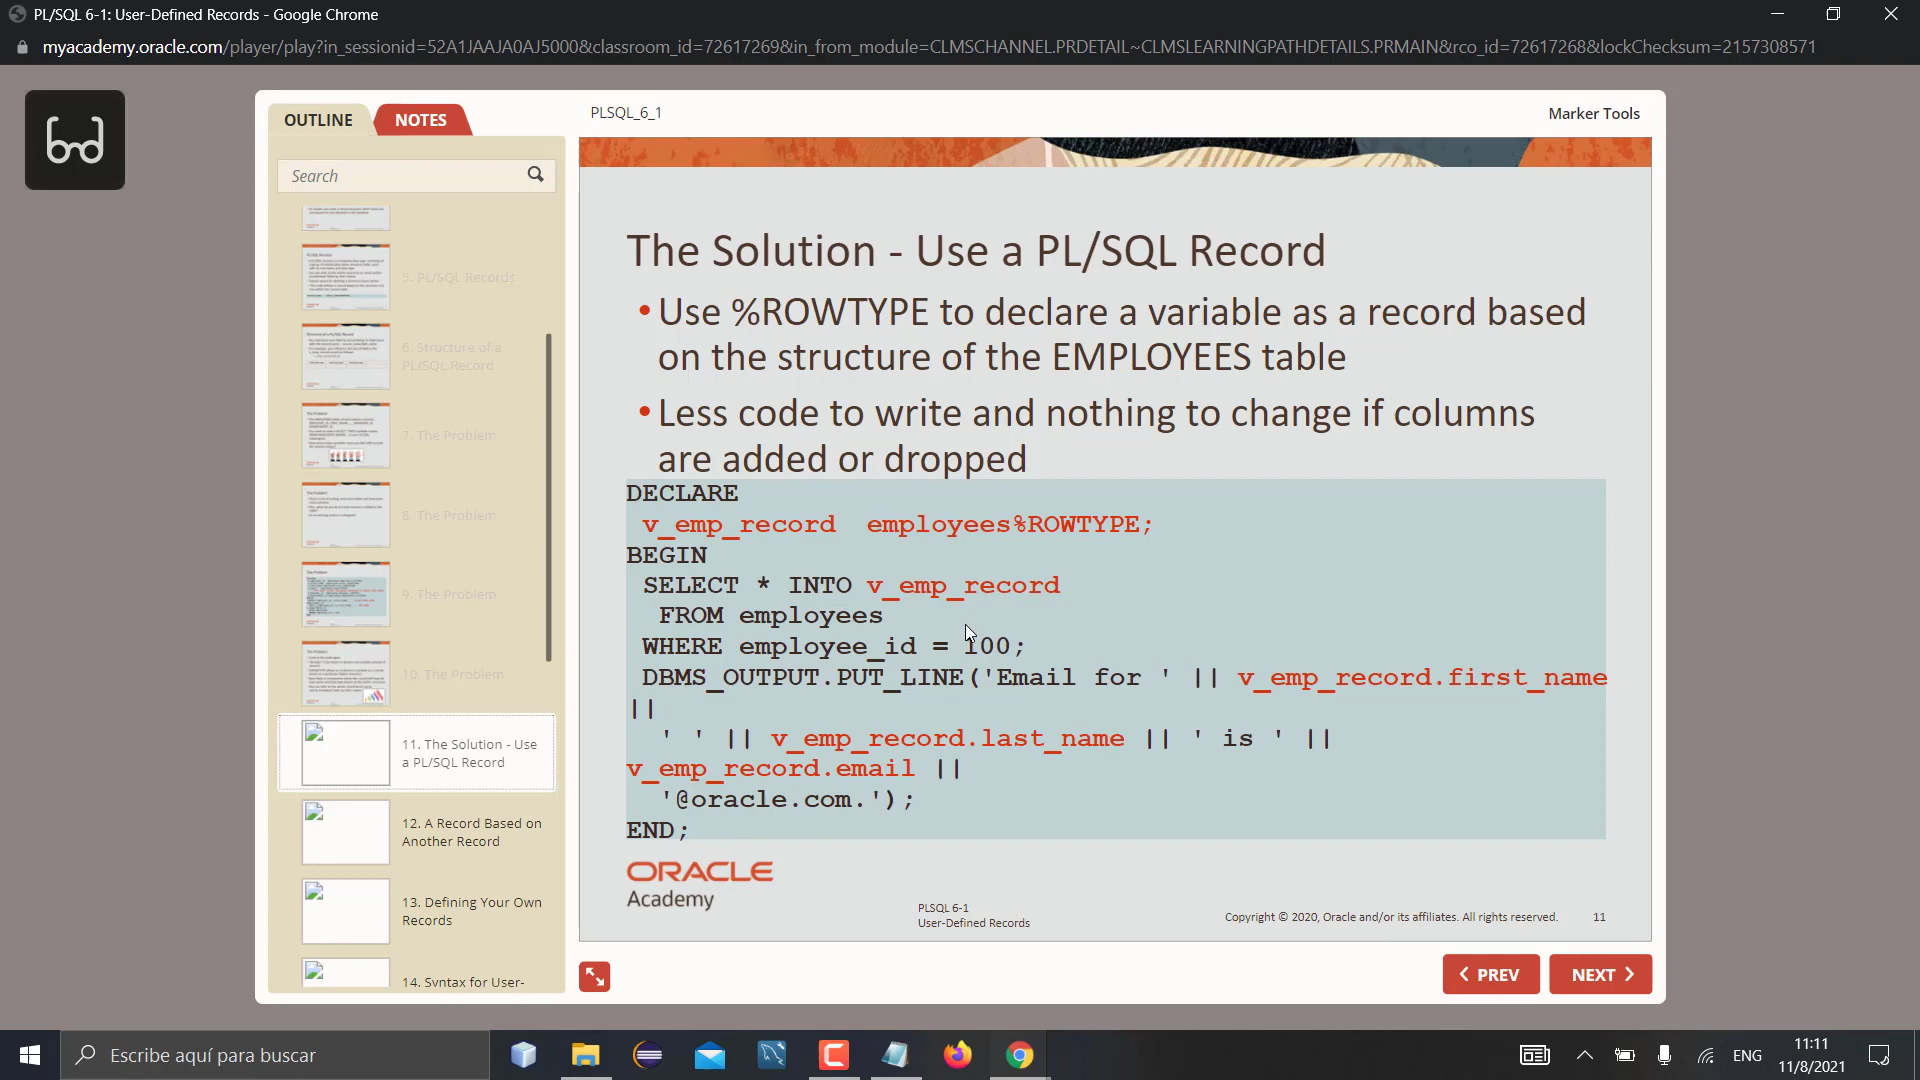 PL/SQL 6-1: User-Defined Records - Google Chrome
myacademy.oracle.com/player/play?in_sessionid=52A1JAAJA0AJ5000&classroom_id=72617269&in_from_module=CLMSCHANNEL.PRDETAIL~CLMSLEARNINGPATHDETAILS.PRMAIN&rco_id=72617268&lockChecksum=2157308571
OUTLINE
NOTES
PLSQL_6_1
Marker Tools
Search
5. PL/SQL Records
6. Structure of a
PL/SQL Record
7. The Problem
8. The Problem
9. The Problem
10. The Problem
11. The Solution - Use
a PL/SQL Record
12. A Record Based on
Another Record
13. Defining Your Own
Records
14. Syntax for User-
The Solution - Use a PL/SQL Record
•Use %ROWTYPE to declare a variable as a record based
on the structure of the EMPLOYEES table
•Less code to write and nothing to change if columns
are added or dropped
DECLARE
v_emp_record employees%ROWTYPE;
BEGIN
SELECT * INTO v_emp_record
FROM employees
WHERE employee_id = 100;
DBMS_OUTPUT.PUT_LINE('Email for ' || v_emp_record.first_name
||
' ' || v_emp_record.last_name || ' is ' ||
v_emp_record.email ||
'@oracle.com.');
END;
ORACLE
Academy
PLSQL 6-1
User-Defined Records
Copyright © 2020, Oracle and/or its affiliates. All rights reserved.
11
PREV
NEXT
Escribe aquí para buscar
ENG
11:11
11/8/2021